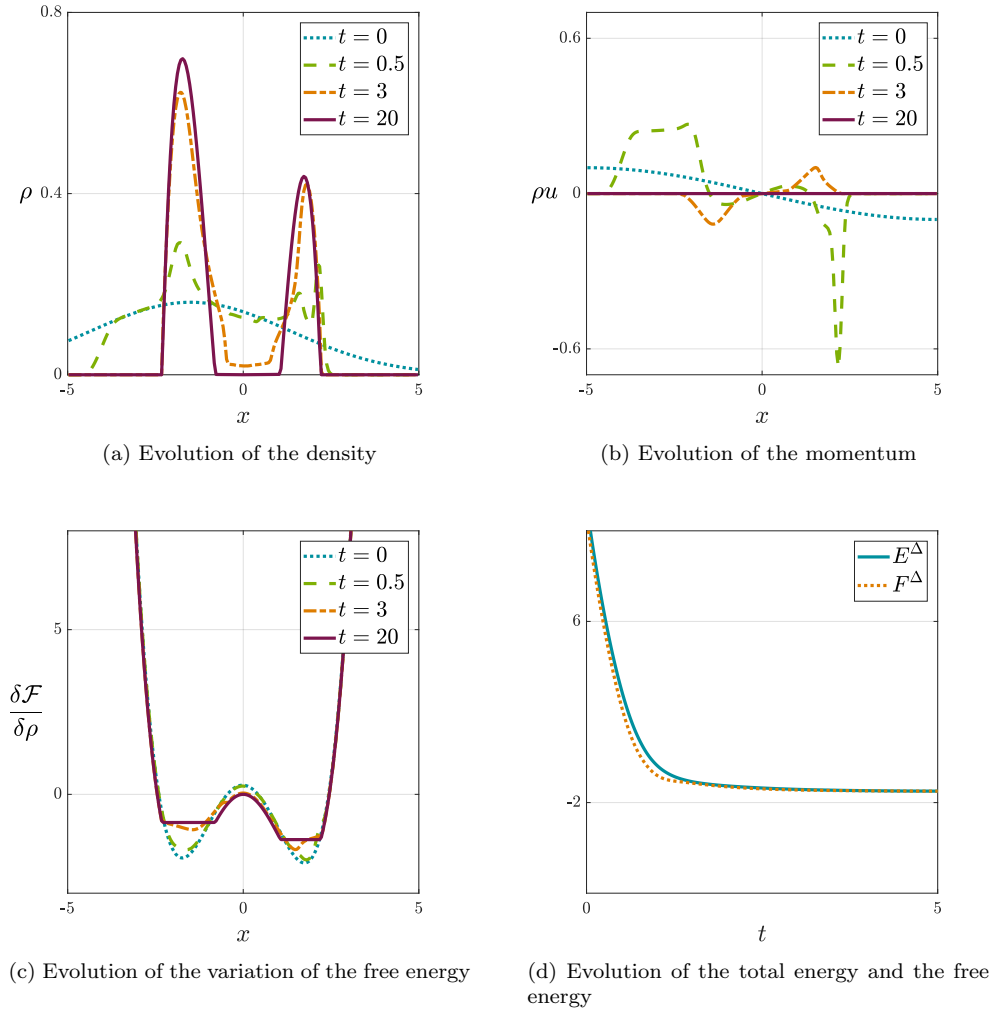 0.8
0.4
0
ρ
-5
0
5
x
t = 0
t = 0.5
t = 3
t = 20
(a) Evolution of the density
0.6
0
-0.6
ρu
-5
0
5
x
t = 0
t = 0.5
t = 3
t = 20
(b) Evolution of the momentum
5
0
δF
δρ
-5
0
5
x
t = 0
t = 0.5
t = 3
t = 20
(c) Evolution of the variation of the free energy
6
-2
0
5
t
E^Δ
F^Δ
(d) Evolution of the total energy and the free
energy